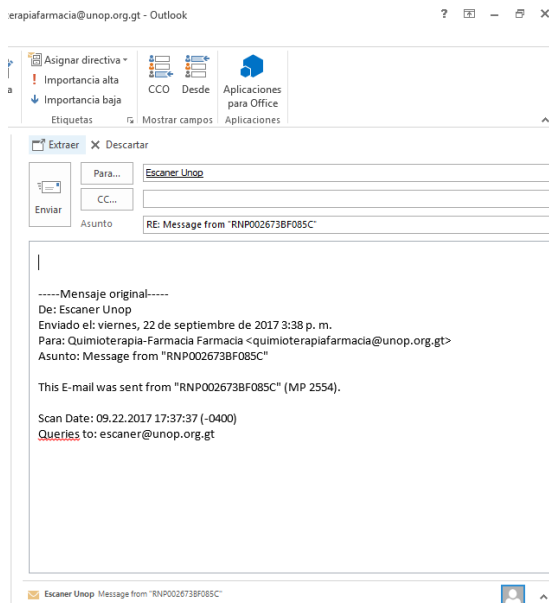 erapiafarmacia@unop.org.gt - Outlook
Asignar directiva
Importancia alta
Importancia baja
Etiquetas
CCO
Desde
Mostrar campos
Aplicaciones para Office
Aplicaciones
Extraer
Descartar
Enviar
Para...
Escaner Unop
CC...
Asunto
RE: Message from "RNP002673BF085C"
-----Mensaje original-----
De: Escaner Unop
Enviado el: viernes, 22 de septiembre de 2017 3:38 p. m.
Para: Quimioterapia-Farmacia Farmacia <quimioterapiafarmacia@unop.org.gt>
Asunto: Message from "RNP002673BF085C"
This E-mail was sent from "RNP002673BF085C" (MP 2554).
Scan Date: 09.22.2017 17:37:37 (-0400)
Queries to: escaner@unop.org.gt
Escaner Unop Message from "RNP002673BF085C"